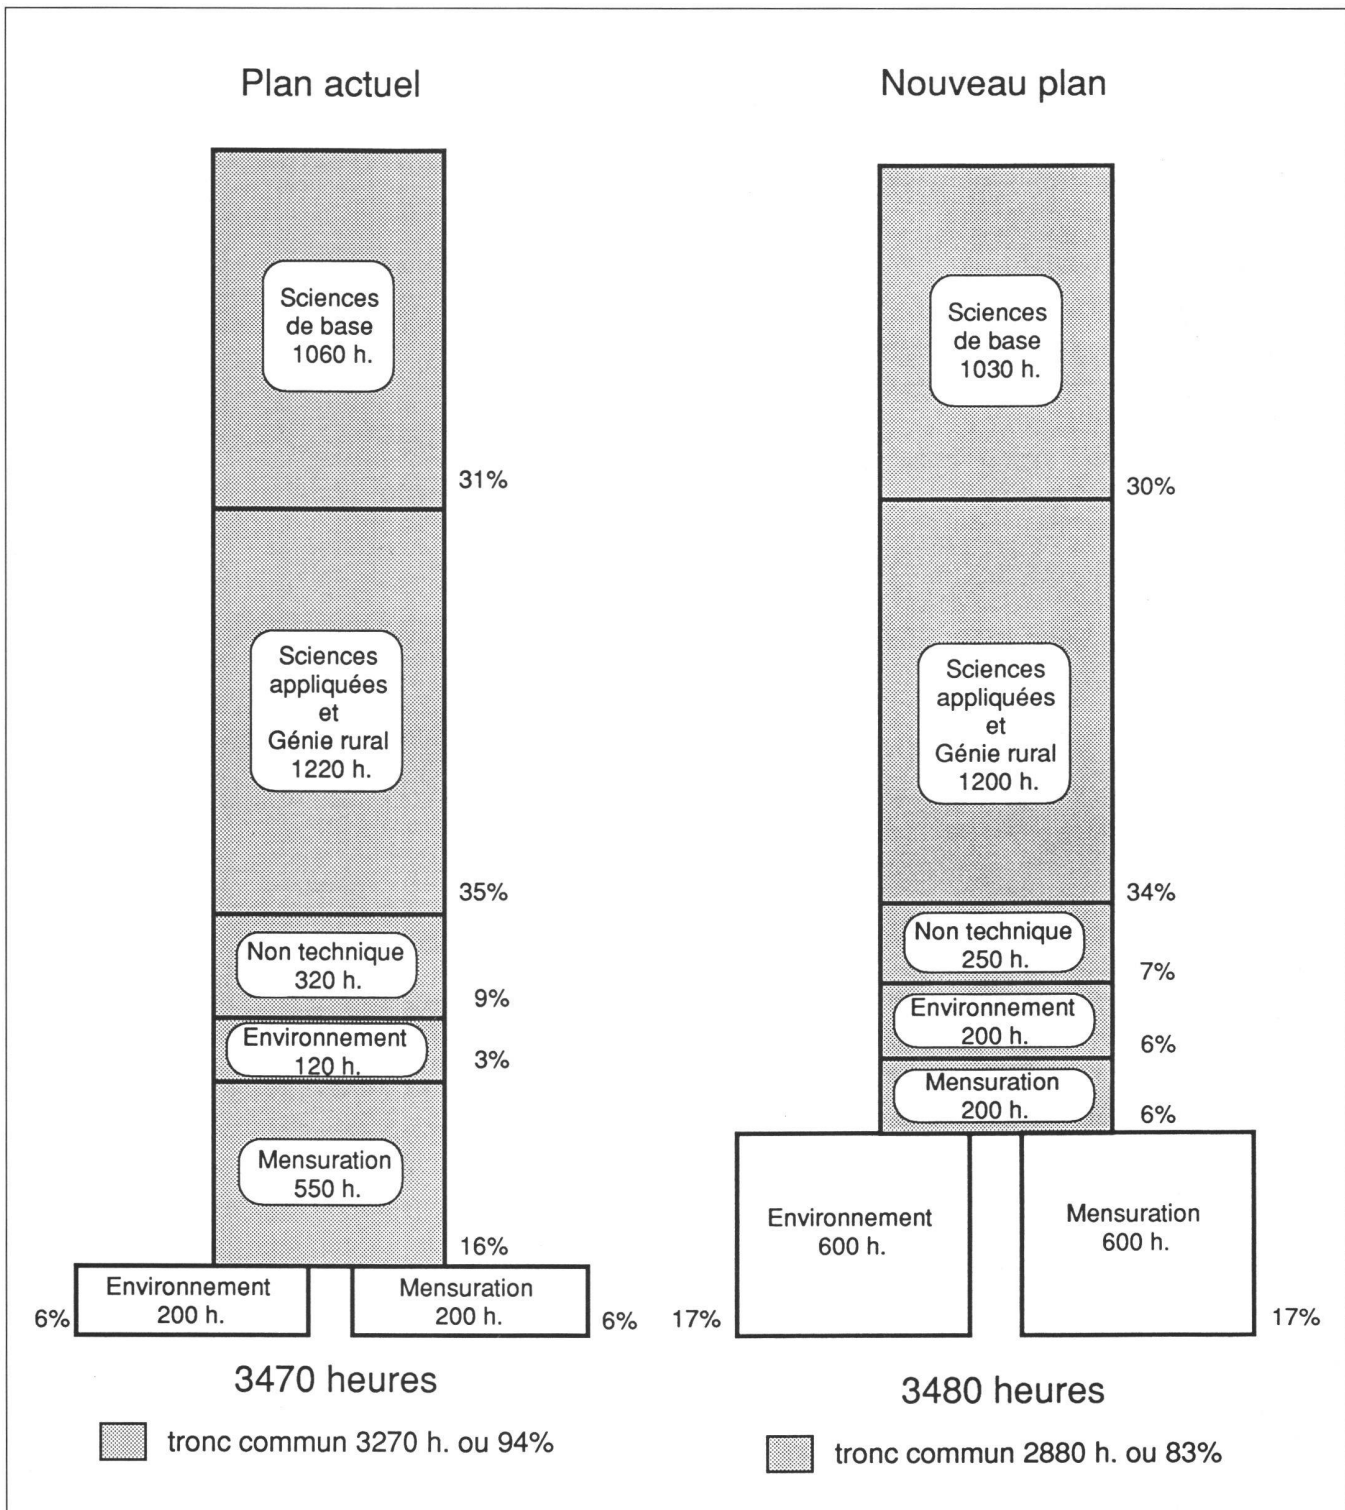 Plan actuel
Sciences
de base
1060 h.
31%
Sciences
appliquées
et
Génie rural
1220 h.
35%
Non technique
320 h.
9%
Environnement
120 h.
3%
Mensuration
550 h.
16%
Environnement
200 h.
6%
Mensuration
200 h.
6%
3470 heures
tronc commun 3270 h. ou 94%
Nouveau plan
Sciences
de base
1030 h.
30%
Sciences
appliquées
et
Génie rural
1200 h.
34%
Non technique
250 h.
7%
Environnement
200 h.
6%
Mensuration
200 h.
6%
Environnement
600 h.
17%
Mensuration
600 h.
17%
3480 heures
tronc commun 2880 h. ou 83%